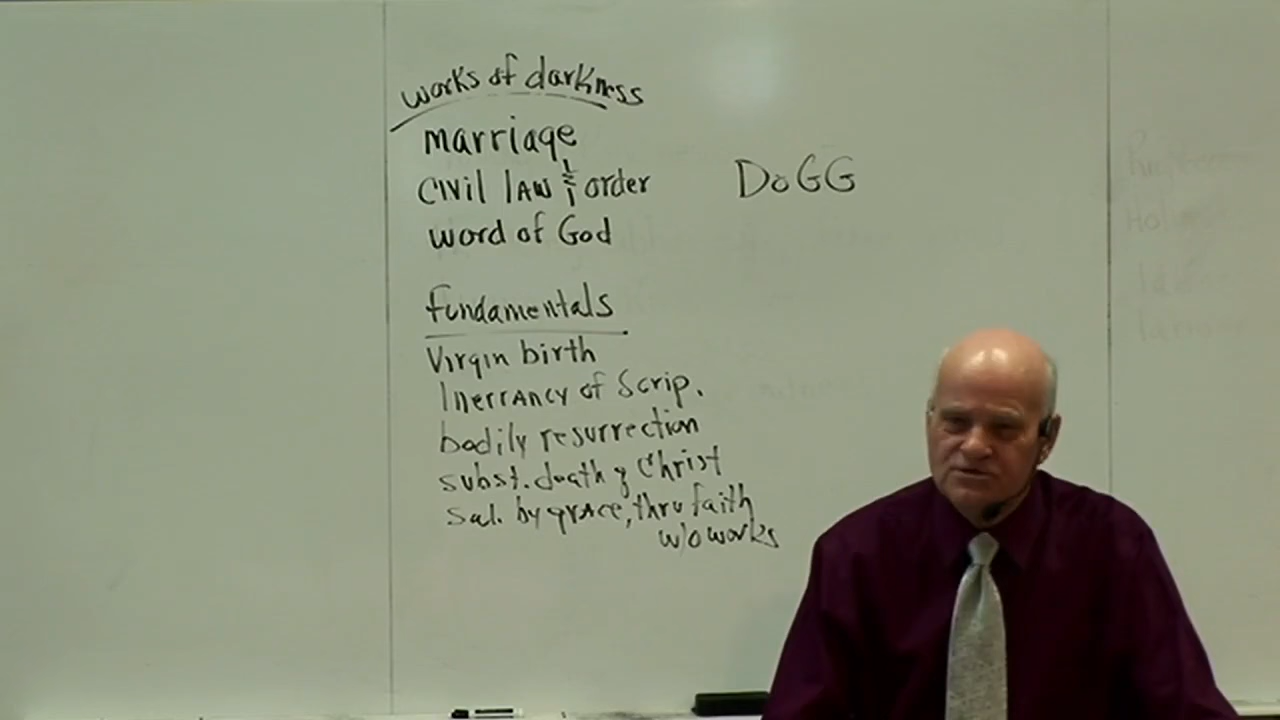 works of darkness
marriage
civil law & order
DoGG
word of God
fundamentals
Virgin birth
Inerrancy of Scrip.
bodily resurrection
subst. death of Christ
Sal. by grace, thru faith
w/o works